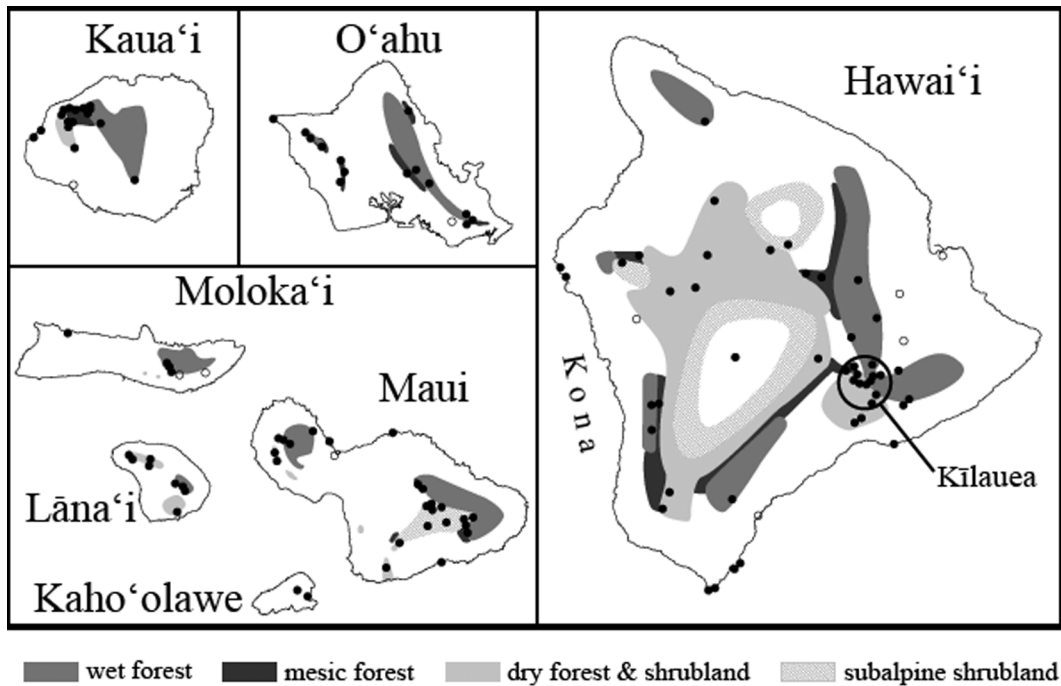 Kaua‘i
O‘ahu
Hawai‘i
Moloka‘i
Maui
Kona
Lāna‘i
Kīlauea
Kaho‘olawe
wet forest
mesic forest
dry forest & shrubland
subalpine shrubland